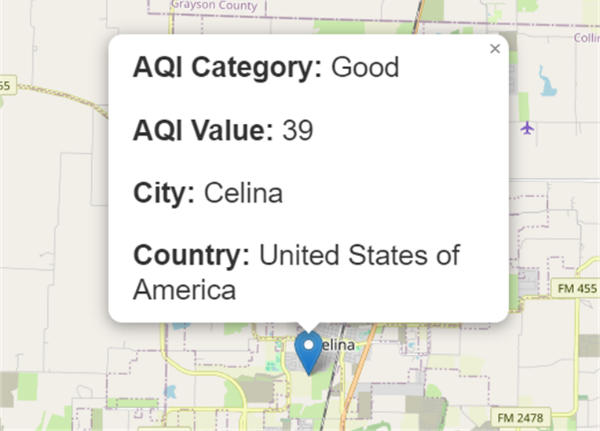 Grayson County
Collin
55
×
AQI Category: Good
AQI Value: 39
City: Celina
Country: United States of
America
FM 455
elina
FM 2478